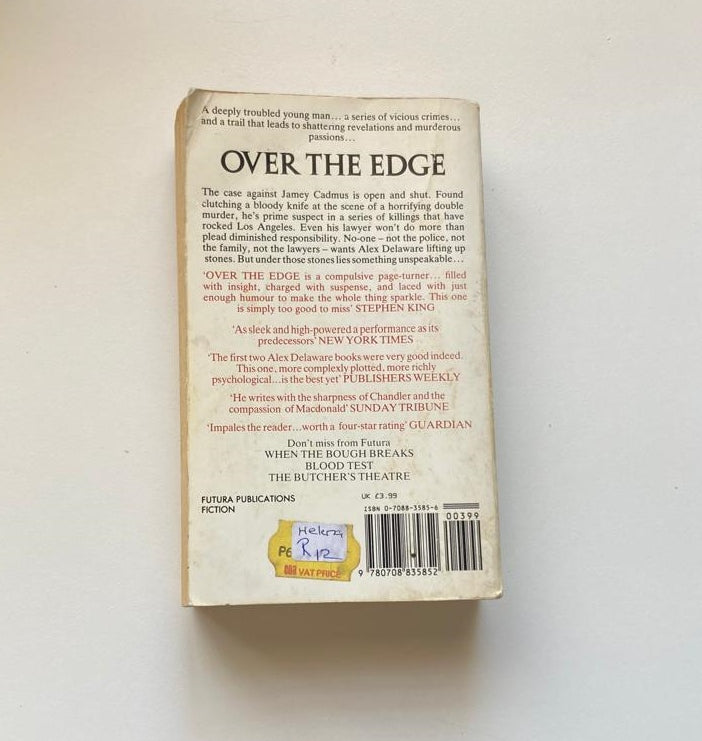 A deeply troubled young man... a series of vicious crimes...
and a trail that leads to shattering revelations and murderous
passions...
OVER THE EDGE
The case against Jamey Cadmus is open and shut. Found
clutching a bloody knife at the scene of a horrifying double
murder, he's prime suspect in a series of killings that have
rocked Los Angeles. Even his lawyer won't do more than
plead diminished responsibility. No-one – not the police, not
the family, not the lawyers – wants Alex Delaware lifting up
stones. But under those stones lies something unspeakable...
'OVER THE EDGE is a compulsive page-turner... filled
with insight, charged with suspense, and laced with just
enough humour to make the whole thing sparkle. This one
is simply too good to miss' STEPHEN KING
'As sleek and high-powered a performance as its
predecessors' NEW YORK TIMES
'The first two Alex Delaware books were very good indeed.
This one, more complexly plotted, more richly
psychological...is the best yet' PUBLISHERS WEEKLY
'He writes with the sharpness of Chandler and the
compassion of Macdonald' SUNDAY TRIBUNE
'Impales the reader...worth a four-star rating' GUARDIAN
Don't miss from Futura
WHEN THE BOUGH BREAKS
BLOOD TEST
THE BUTCHER'S THEATRE
FUTURA PUBLICATIONS
FICTION
UK £3.99
ISBN 0-7088-3585-6
00399
R12
VAT PRICE
9 780708 835852